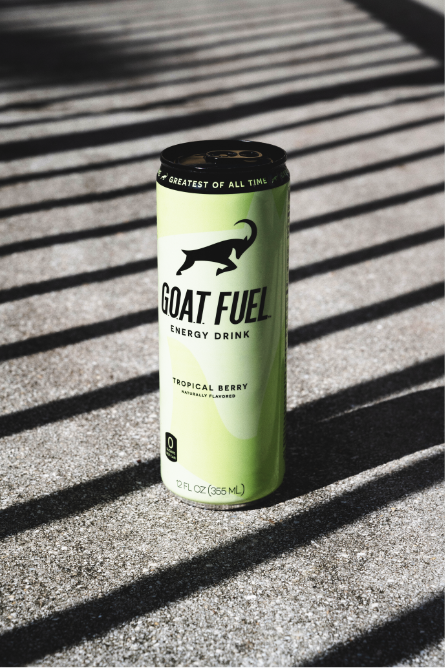 GREATEST OF ALL TIME
GOAT FUEL
ENERGY DRINK
TROPICAL BERRY
NATURALLY FLAVORED
0
12 FL OZ (355 ML)